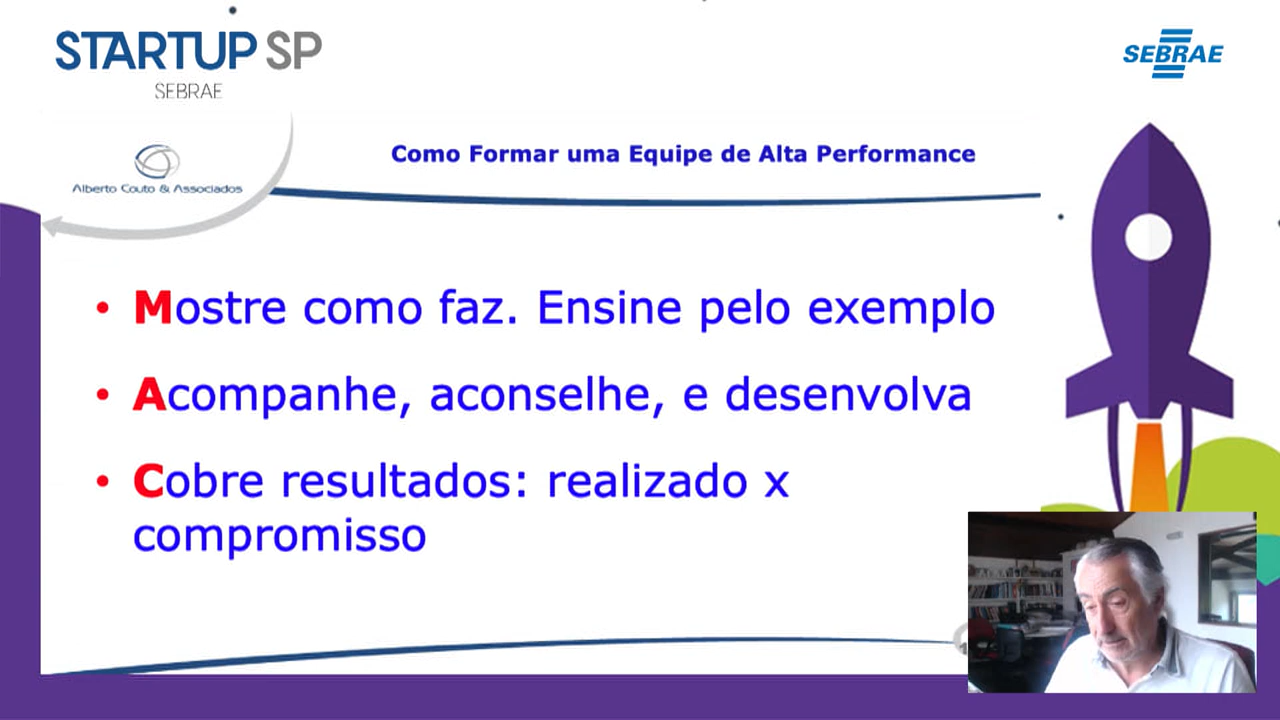 STARTUP SP
SEBRAE
SEBRAE
Alberto Couto & Associados
Como Formar uma Equipe de Alta Performance
• Mostre como faz. Ensine pelo exemplo
• Acompanhe, aconselhe, e desenvolva
• Cobre resultados: realizado x
compromisso